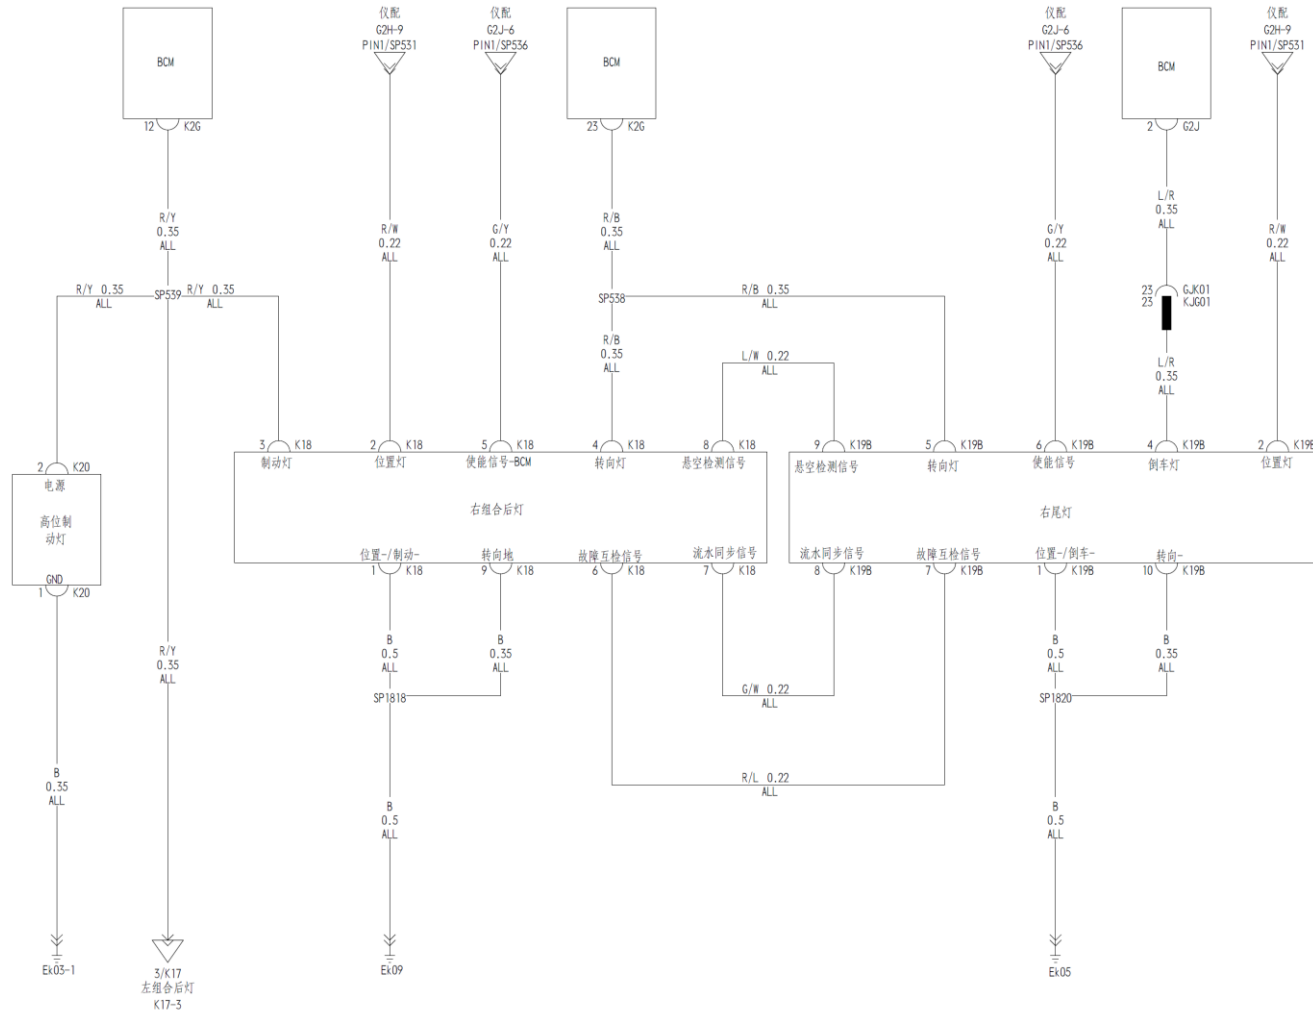 BCM
12 K2G
仪配
G2H-9
PIN1/SP531
仪配
G2J-6
PIN1/SP536
BCM
23 K2G
仪配
G2J-6
PIN1/SP536
BCM
2 G2J
仪配
G2H-9
PIN1/SP531
R/Y
0.35
ALL
R/W
0.22
ALL
G/Y
0.22
ALL
R/B
0.35
ALL
G/Y
0.22
ALL
L/R
0.35
ALL
R/W
0.22
ALL
R/Y 0.35
ALL
SP539
R/Y 0.35
ALL
SP538
R/B 0.35
ALL
23 GJK01
23 KJG01
R/B
0.35
ALL
L/W 0.22
ALL
L/R
0.35
ALL
3 K18
2 K18
5 K18
4 K18
8 K18
9 K19B
5 K19B
6 K19B
4 K19B
2 K19B
制动灯
位置灯
使能信号-BCM
转向灯
悬空检测信号
悬空检测信号
转向灯
使能信号
倒车灯
位置灯
2 K20
电源
高位制
动灯
GND
1 K20
右组合后灯
右尾灯
位置-/制动-
转向地
故障互检信号
流水同步信号
流水同步信号
故障互检信号
位置-/倒车-
转向-
1 K18
9 K18
6 K18
7 K18
8 K19B
7 K19B
1 K19B
10 K19B
R/Y
0.35
ALL
B
0.5
ALL
B
0.35
ALL
B
0.5
ALL
B
0.35
ALL
SP1818
G/W 0.22
ALL
SP1820
B
0.35
ALL
R/L 0.22
ALL
B
0.5
ALL
B
0.5
ALL
Ek03-1
3/K17
左组合后灯
K17-3
Ek09
Ek05